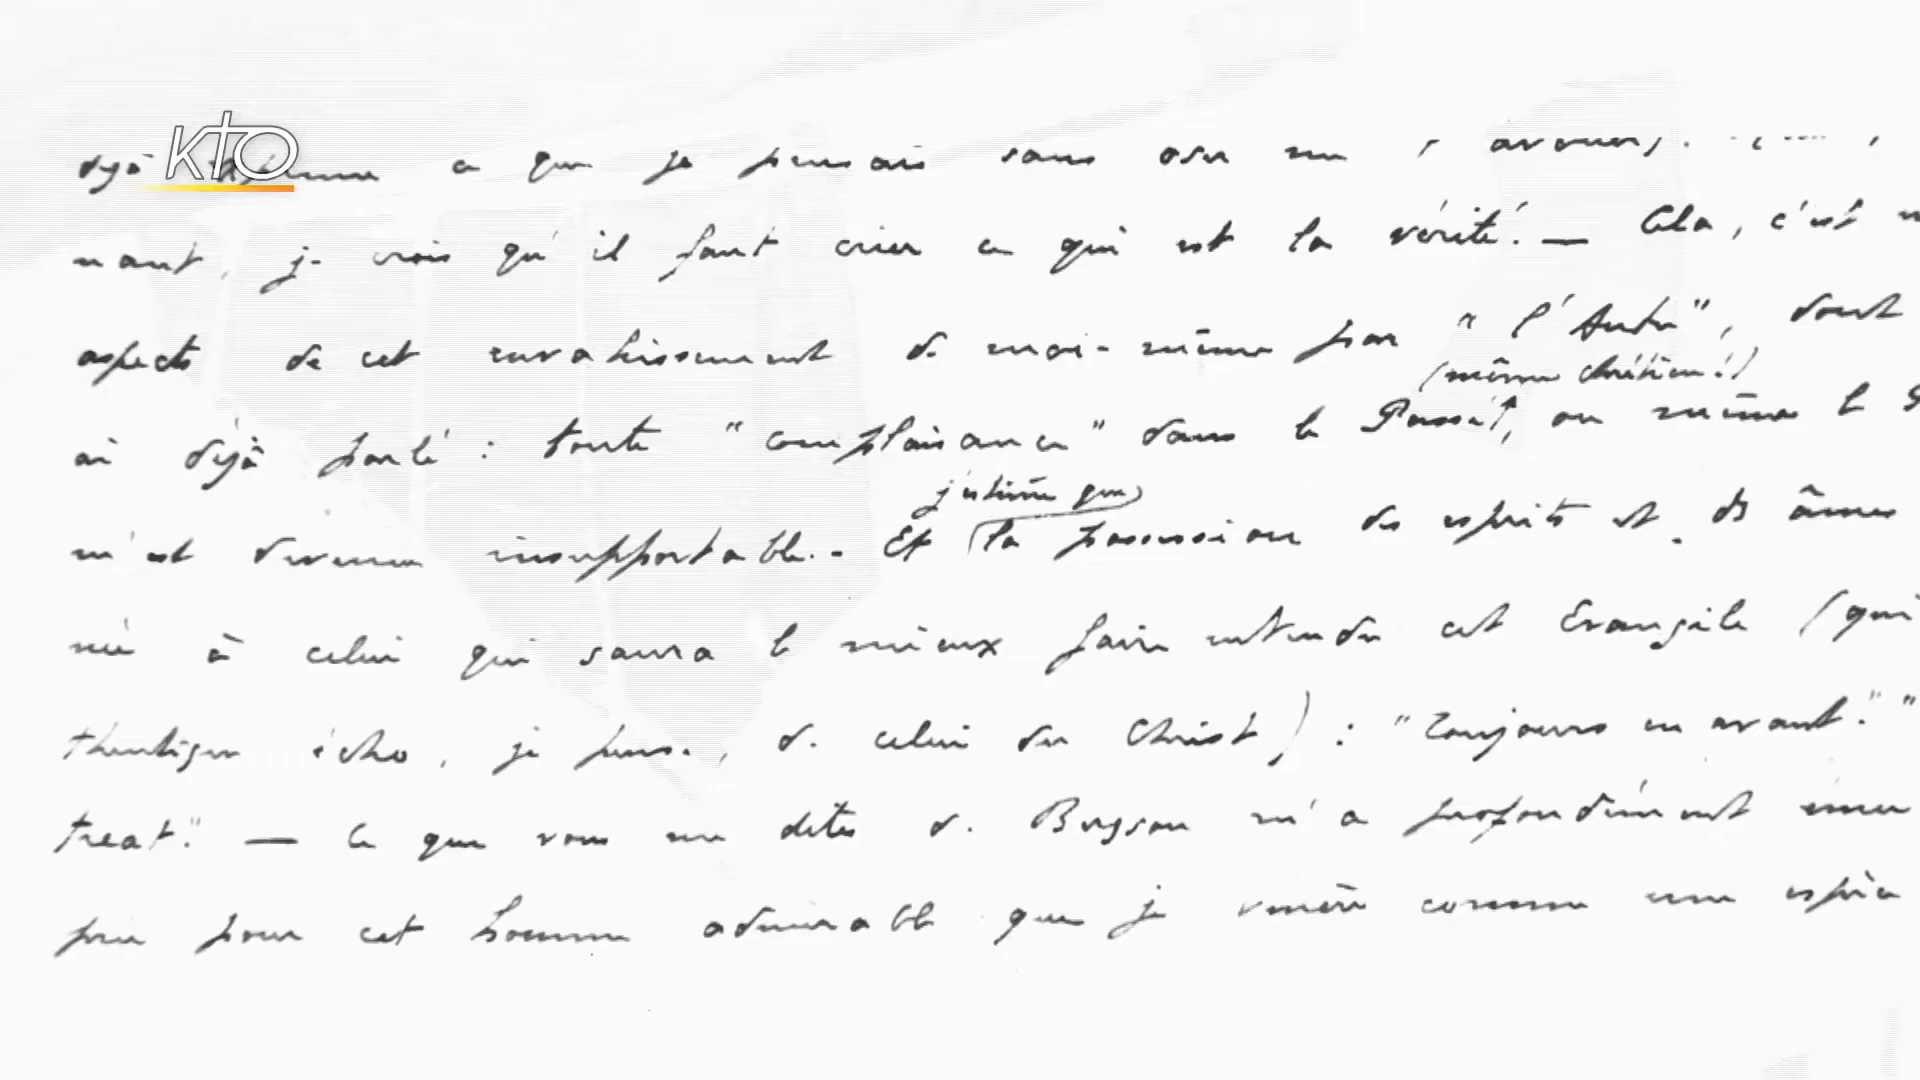 KTO
déjà ce que je pensais sans oser me l'avouer).
nant, je crois qu'il faut crier ce qui est la vérité. — Cela, c'est
aspects de cet envahissement de moi-même par "l'Autre", dont
(même chrétien!)
ai déjà parlé : toute "complaisance" dans le Passé, ou même le
j'estime que
m'est devenue insupportable. - Et la possession des esprits et des âmes
à celui qui saura le mieux faire entendre cet Evangile (qui
thentique écho, je pense, de celui du Christ) : "Toujours en avant."
treat." — Ce que vous me dites de Bergson m'a profondément ému
prie pour cet homme admirable que je vénère comme une espèce